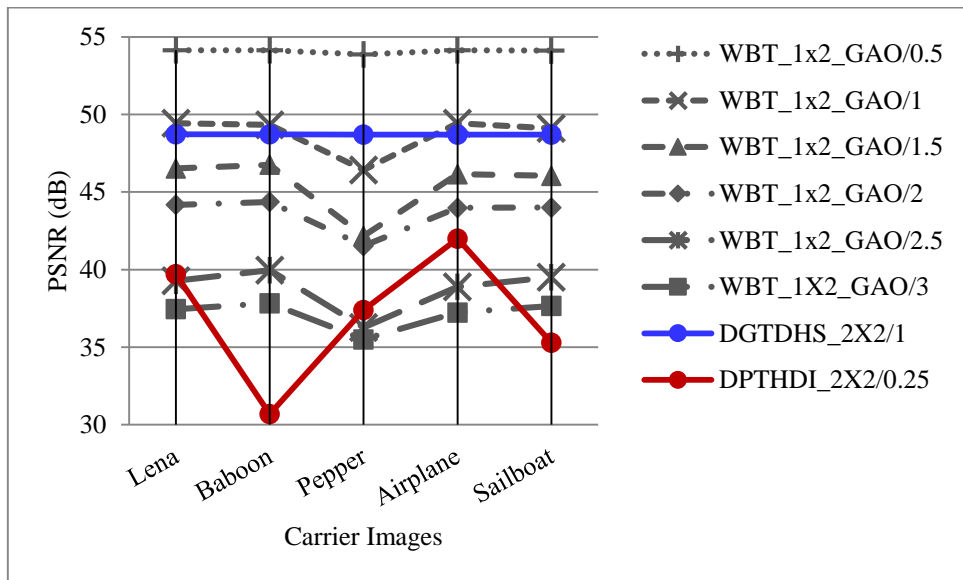 55
50
45
40
35
30
PSNR (dB)
Lena
Baboon
Pepper
Airplane
Sailboat
Carrier Images
WBT_1x2_GAO/0.5
WBT_1x2_GAO/1
WBT_1x2_GAO/1.5
WBT_1x2_GAO/2
WBT_1x2_GAO/2.5
WBT_1X2_GAO/3
DGTDHS_2X2/1
DPTHDI_2X2/0.25